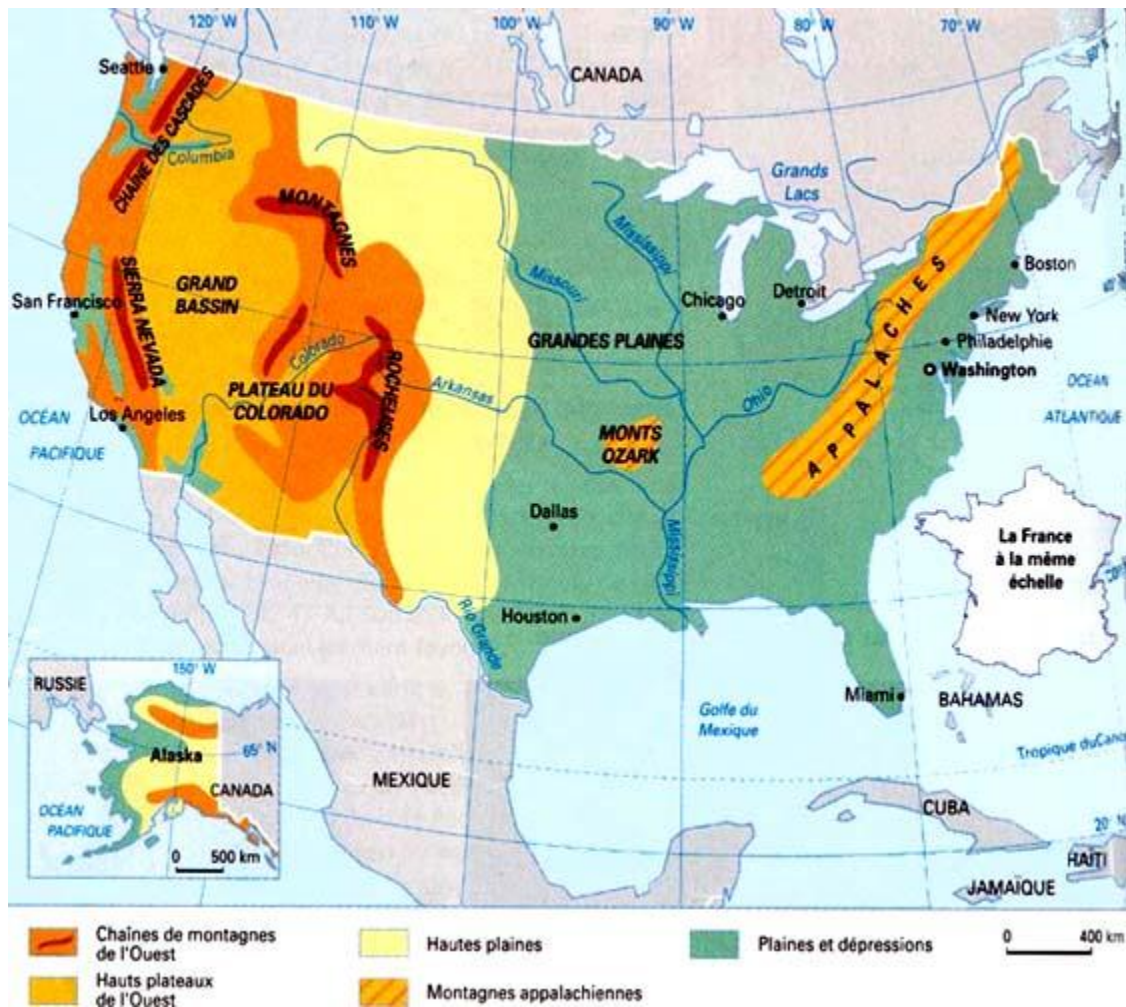 120° W
110° W
100° W
90° W
80° W
70° W
Seattle
CANADA
CHAÎNE DES CASCADES
Columbia
Grands
Lacs
MONTAGNES
Mississippi
Missouri
Boston
GRAND
BASSIN
SIERRA NEVADA
San Francisco
Chicago
Detroit
New York
APPALACHES
GRANDES PLAINES
Philadelphie
Colorado
ROCHEUSES
Washington
PLATEAU DU
COLORADO
Arkansas
Ohio
OCÉAN
ATLANTIQUE
Los Angeles
OCÉAN
PACIFIQUE
MONTS
OZARK
Dallas
Mississippi
La France
à la même
échelle
Houston
Rio Grande
150° W
RUSSIE
Miami
BAHAMAS
Golfe du
Mexique
65° N
Alaska
Tropique du Canc
MEXIQUE
CANADA
OCÉAN
PACIFIQUE
CUBA
20° N
0 500 km
HAÏTI
JAMAÏQUE
Chaînes de montagnes
de l'Ouest
Hautes plaines
Plaines et dépressions
0 400 km
Hauts plateaux
de l'Ouest
Montagnes appalachiennes